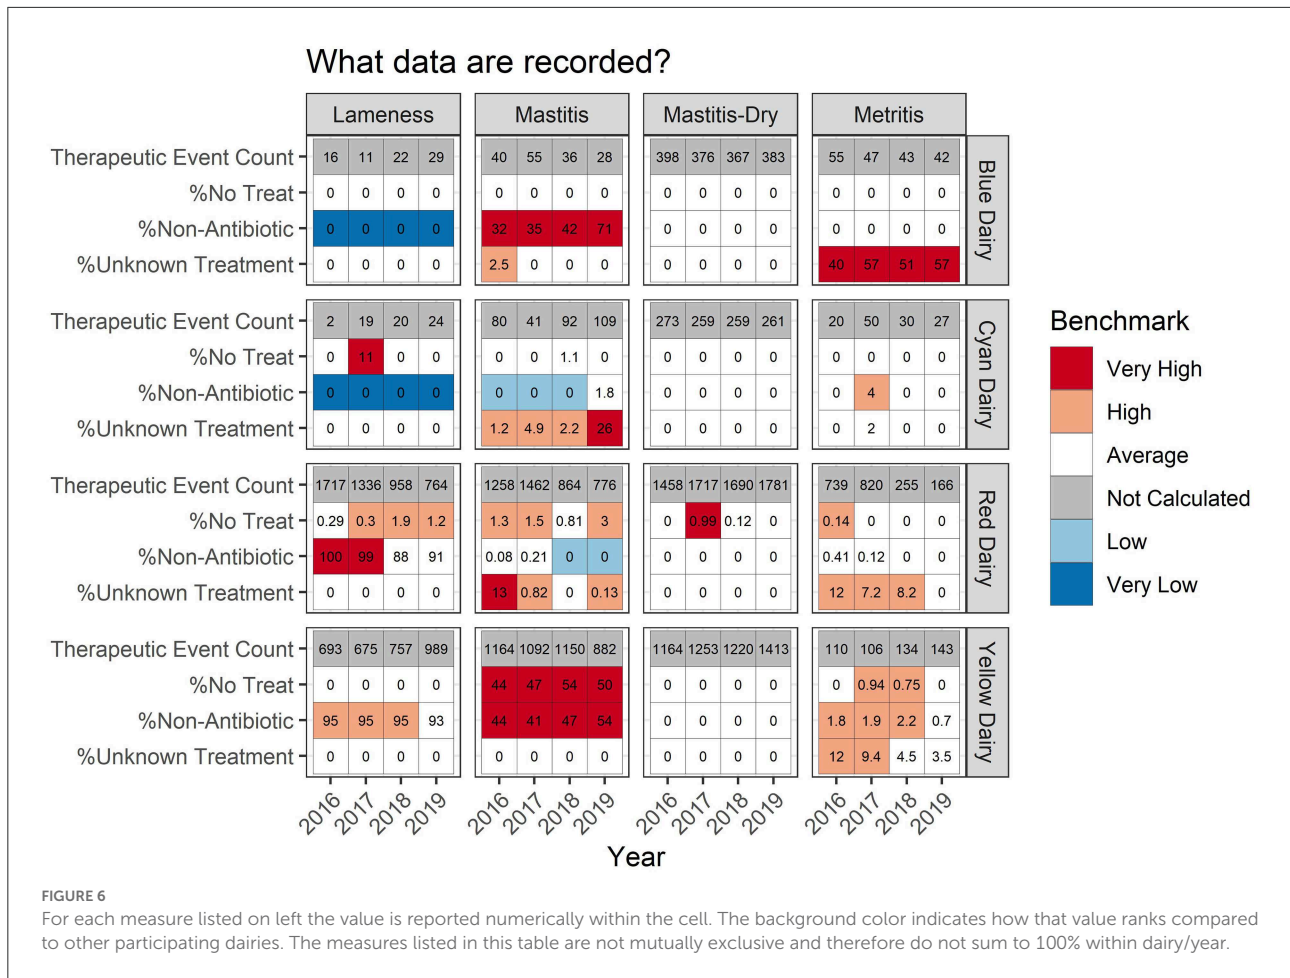 What data are recorded?
Lameness Mastitis Mastitis-Dry Metritis
Therapeutic Event Count 16 11 22 29 40 55 36 28 398 376 367 383 55 47 43 42
%No Treat 0 0 0 0 0 0 0 0 0 0 0 0 0 0 0 0
%Non-Antibiotic 0 0 0 0 32 35 42 71 0 0 0 0 0 0 0 0
%Unknown Treatment 0 0 0 0 2.5 0 0 0 0 0 0 0 40 57 51 57
Blue Dairy
Therapeutic Event Count 2 19 20 24 80 41 92 109 273 259 259 261 20 50 30 27
%No Treat 0 11 0 0 0 0 1.1 0 0 0 0 0 0 0 0 0
%Non-Antibiotic 0 0 0 0 0 0 0 1.8 0 0 0 0 0 4 0 0
%Unknown Treatment 0 0 0 0 1.2 4.9 2.2 26 0 0 0 0 0 2 0 0
Cyan Dairy
Therapeutic Event Count 1717 1336 958 764 1258 1462 864 776 1458 1717 1690 1781 739 820 255 166
%No Treat 0.29 0.3 1.9 1.2 1.3 1.5 0.81 3 0 0.99 0.12 0 0.14 0 0 0
%Non-Antibiotic 100 99 88 91 0.08 0.21 0 0 0 0 0 0 0.41 0.12 0 0
%Unknown Treatment 0 0 0 0 13 0.82 0 0.13 0 0 0 0 12 7.2 8.2 0
Red Dairy
Therapeutic Event Count 693 675 757 989 1164 1092 1150 882 1164 1253 1220 1413 110 106 134 143
%No Treat 0 0 0 0 44 47 54 50 0 0 0 0 0 0.94 0.75 0
%Non-Antibiotic 95 95 95 93 44 41 47 54 0 0 0 0 1.8 1.9 2.2 0.7
%Unknown Treatment 0 0 0 0 0 0 0 0 0 0 0 0 12 9.4 4.5 3.5
Yellow Dairy
2016 2017 2018 2019 2016 2017 2018 2019 2016 2017 2018 2019 2016 2017 2018 2019
Year
Benchmark
Very High
High
Average
Not Calculated
Low
Very Low
FIGURE 6
For each measure listed on left the value is reported numerically within the cell. The background color indicates how that value ranks compared
to other participating dairies. The measures listed in this table are not mutually exclusive and therefore do not sum to 100% within dairy/year.